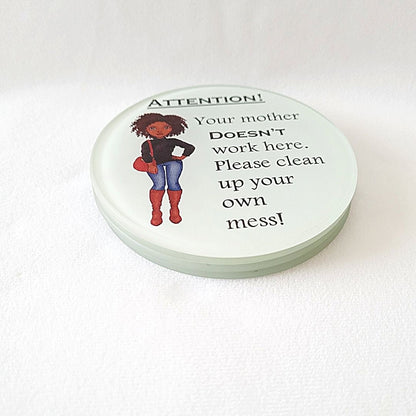 ATTENTION!
Your mother
DOESN'T
work here.
Please clean
up your
own
mess!